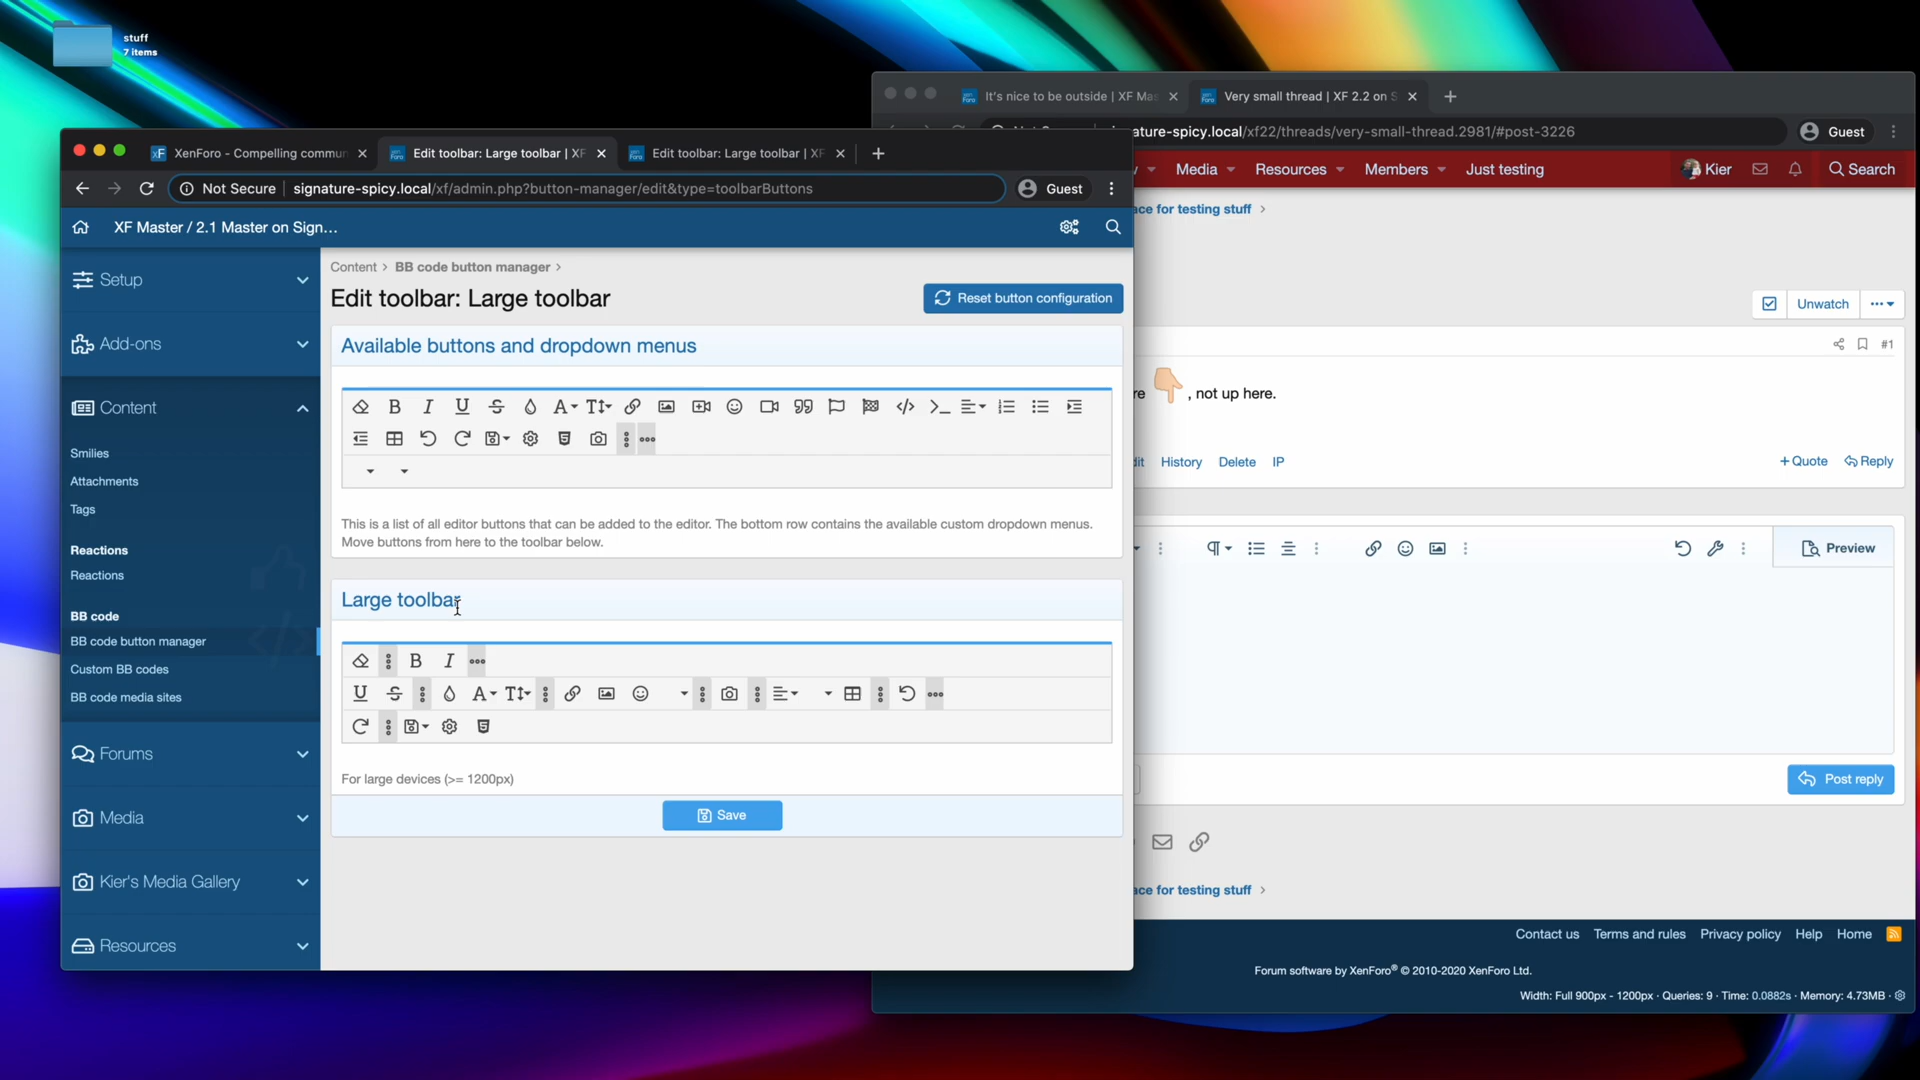 stuff
7 items
It's nice to be outside | XF Mas
Very small thread | XF 2.2 on S
ature-spicy.local/xf22/threads/very-small-thread.2981/#post-3226
Guest
XenForo - Compelling commun
Edit toolbar: Large toolbar | XF
Edit toolbar: Large toolbar | XF
Not Secure
signature-spicy.local/xf/admin.php?button-manager/edit&type=toolbarButtons
Guest
Media
Resources
Members
Just testing
Kier
Search
XF Master / 2.1 Master on Sign...
ace for testing stuff
Setup
Add-ons
Content
Smilies
Attachments
Tags
Reactions
Reactions
BB code
BB code button manager
Custom BB codes
BB code media sites
Forums
Media
Kier's Media Gallery
Resources
Content
BB code button manager
Edit toolbar: Large toolbar
Reset button configuration
Available buttons and dropdown menus
This is a list of all editor buttons that can be added to the editor. The bottom row contains the available custom dropdown menus.
Move buttons from here to the toolbar below.
Large toolbar
For large devices (>= 1200px)
Save
Unwatch
#1
re , not up here.
dit
History
Delete
IP
+Quote
Reply
Preview
Post reply
ace for testing stuff
Contact us
Terms and rules
Privacy policy
Help
Home
Forum software by XenForo® © 2010-2020 XenForo Ltd.
Width: Full 900px - 1200px · Queries: 9 · Time: 0.0882s · Memory: 4.73MB ·